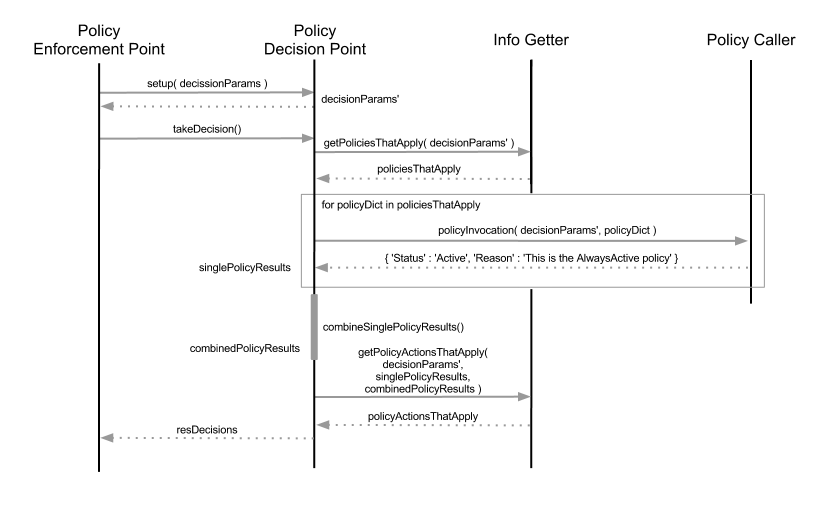 Policy
Enforcement Point
Policy
Decision Point
Info Getter
Policy Caller
setup( decissionParams )
decisionParams'
takeDecision()
getPoliciesThatApply( decisionParams' )
policiesThatApply
for policyDict in policiesThatApply
policyInvocation( decisionParams', policyDict )
{ 'Status' : 'Active', 'Reason' : 'This is the AlwaysActive policy' }
singlePolicyResults
combineSinglePolicyResults()
combinedPolicyResults
getPolicyActionsThatApply(
decisionParams',
singlePolicyResults,
combinedPolicyResults )
policyActionsThatApply
resDecisions